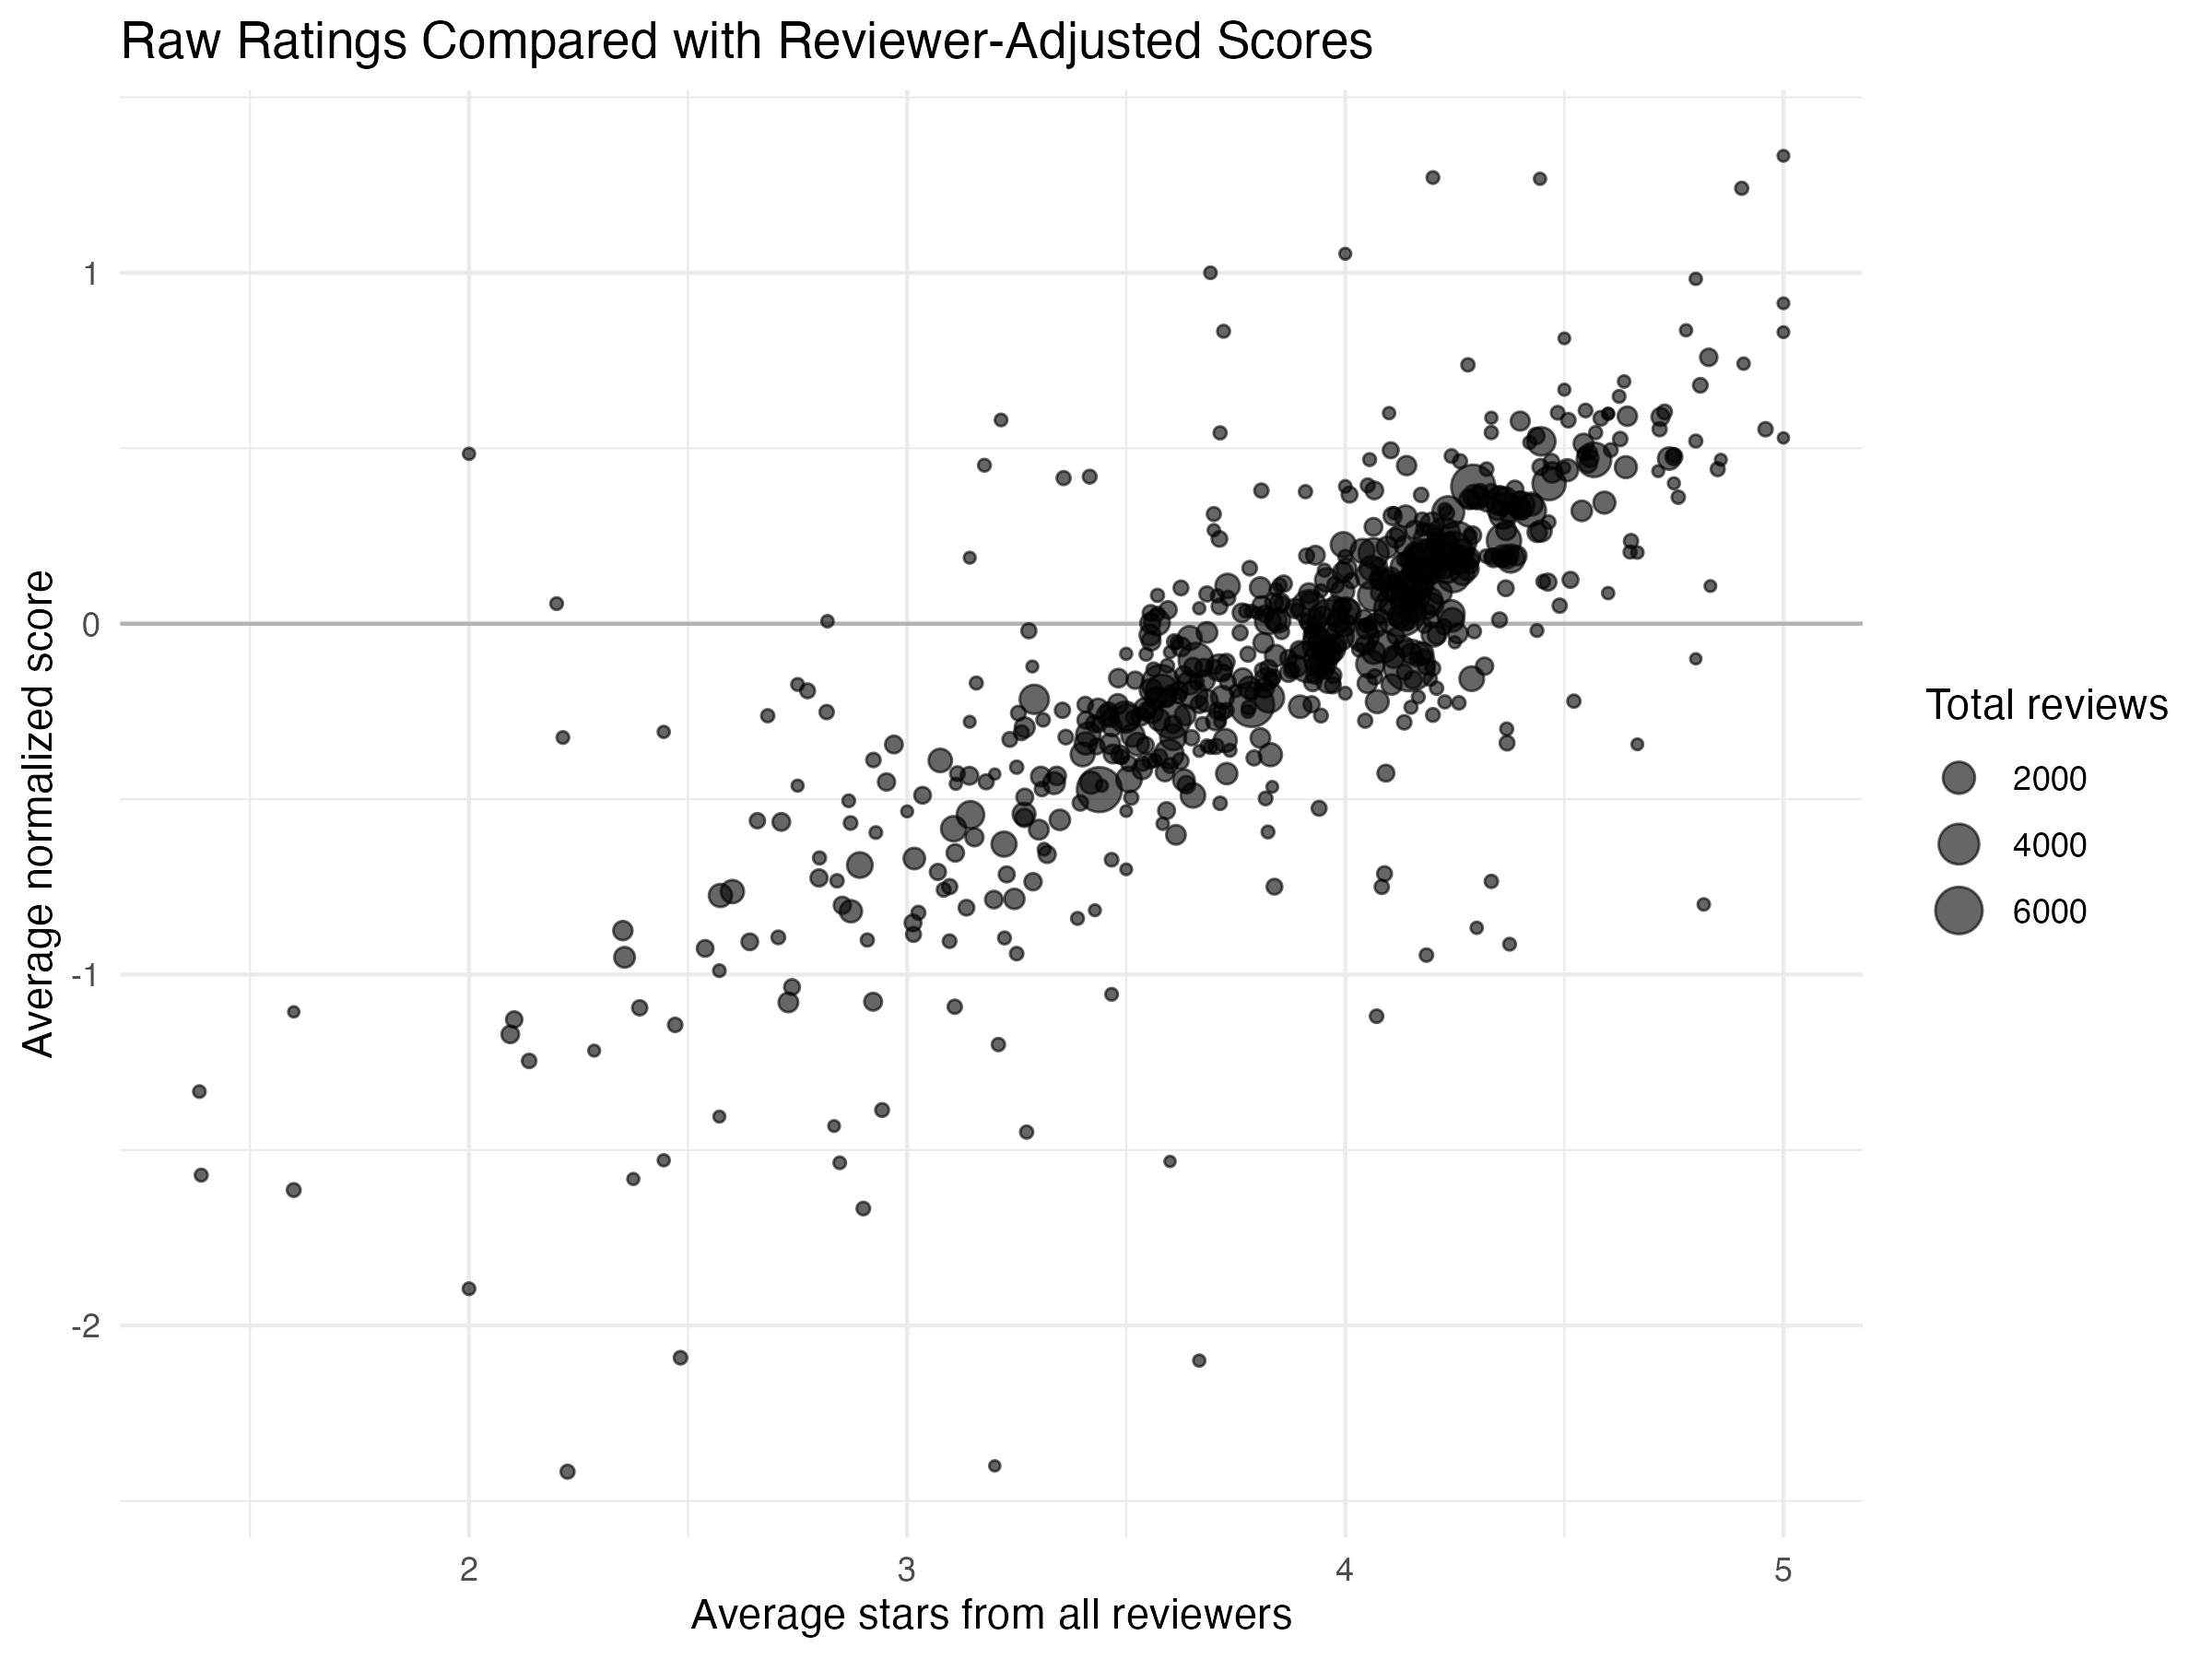 Raw Ratings Compared with Reviewer-Adjusted Scores
Average normalized score
1
0
-1
-2
2
3
4
5
Average stars from all reviewers
Total reviews
2000
4000
6000